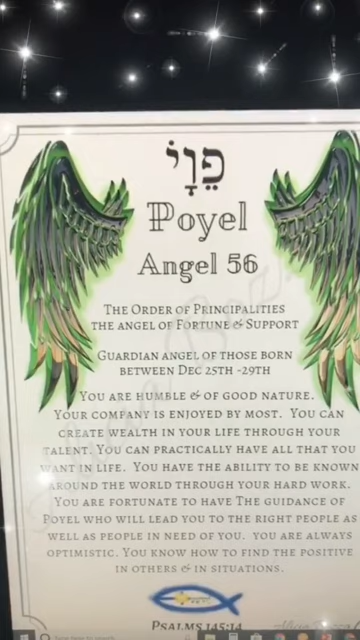 פֵוָיֹ
Poyel
Angel 56
The Order of Principalities
the angel of Fortune & Support
Guardian angel of those born
between Dec 25th -29th
You are humble & of good nature.
Your company is enjoyed by most. You can
create wealth in your life through your
talent. You can practically have all that you
want in life. You have the ability to be known
around the world through your hard work.
You are fortunate to have The guidance of
Poyel who will lead you to the right people as
well as people in need of you. you are always
optimistic. You know how to find the positive
in others & in situations.
Psalms 145:14